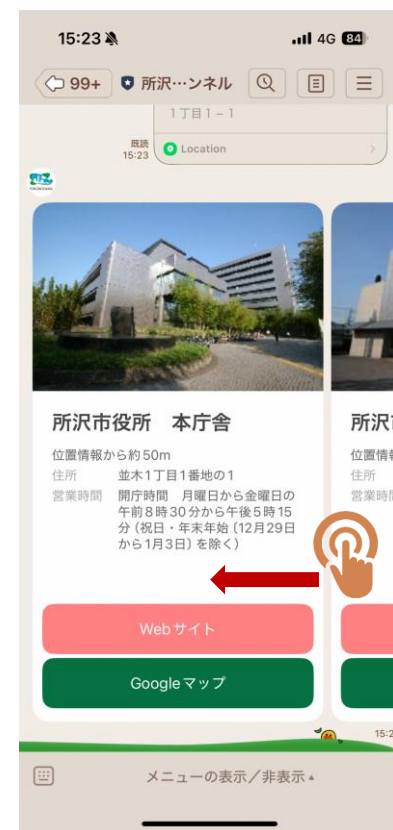 15:23
4G 84
99+ 所沢…ンネル
1丁目1−1
既読
15:23
Location
所沢市役所 本庁舎
位置情報から約50m
住所 並木1丁目1番地の1
営業時間 開庁時間 月曜日から金曜日の
午前8時30分から午後5時15
分（祝日・年末年始〔12月29日
から1月3日〕を除く）
Webサイト
Googleマップ
所沢
位置情
住所
営業時
15:2
メニューの表示／非表示▲